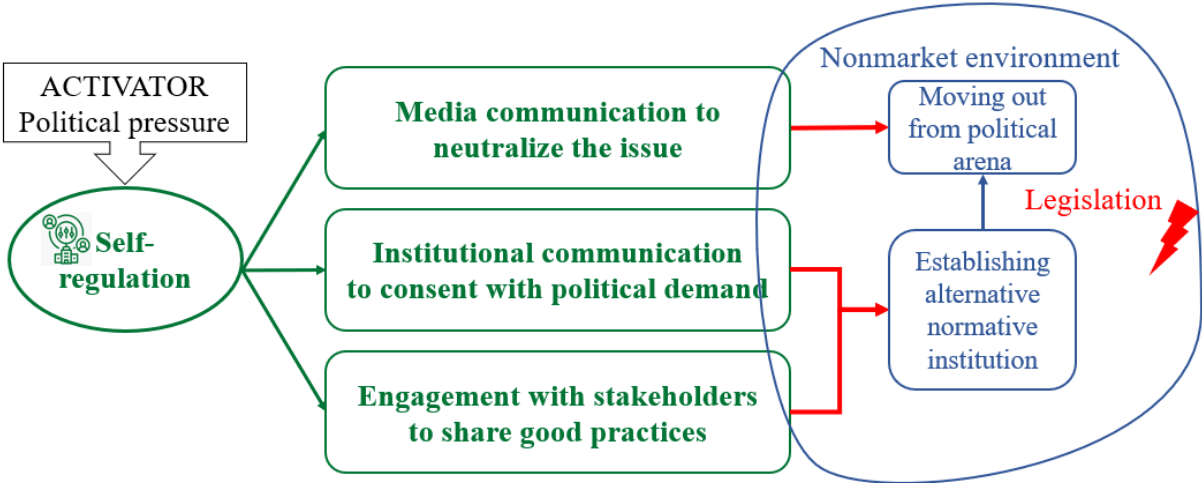 ACTIVATOR
Political pressure
Self-
regulation
Media communication to
neutralize the issue
Institutional communication
to consent with political demand
Engagement with stakeholders
to share good practices
Nonmarket environment
Moving out
from political
arena
Legislation
Establishing
alternative
normative
institution